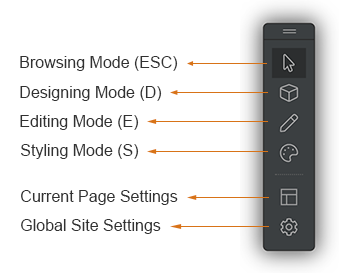 Browsing Mode (ESC)
Designing Mode (D)
Editing Mode (E)
Styling Mode (S)
Current Page Settings
Global Site Settings